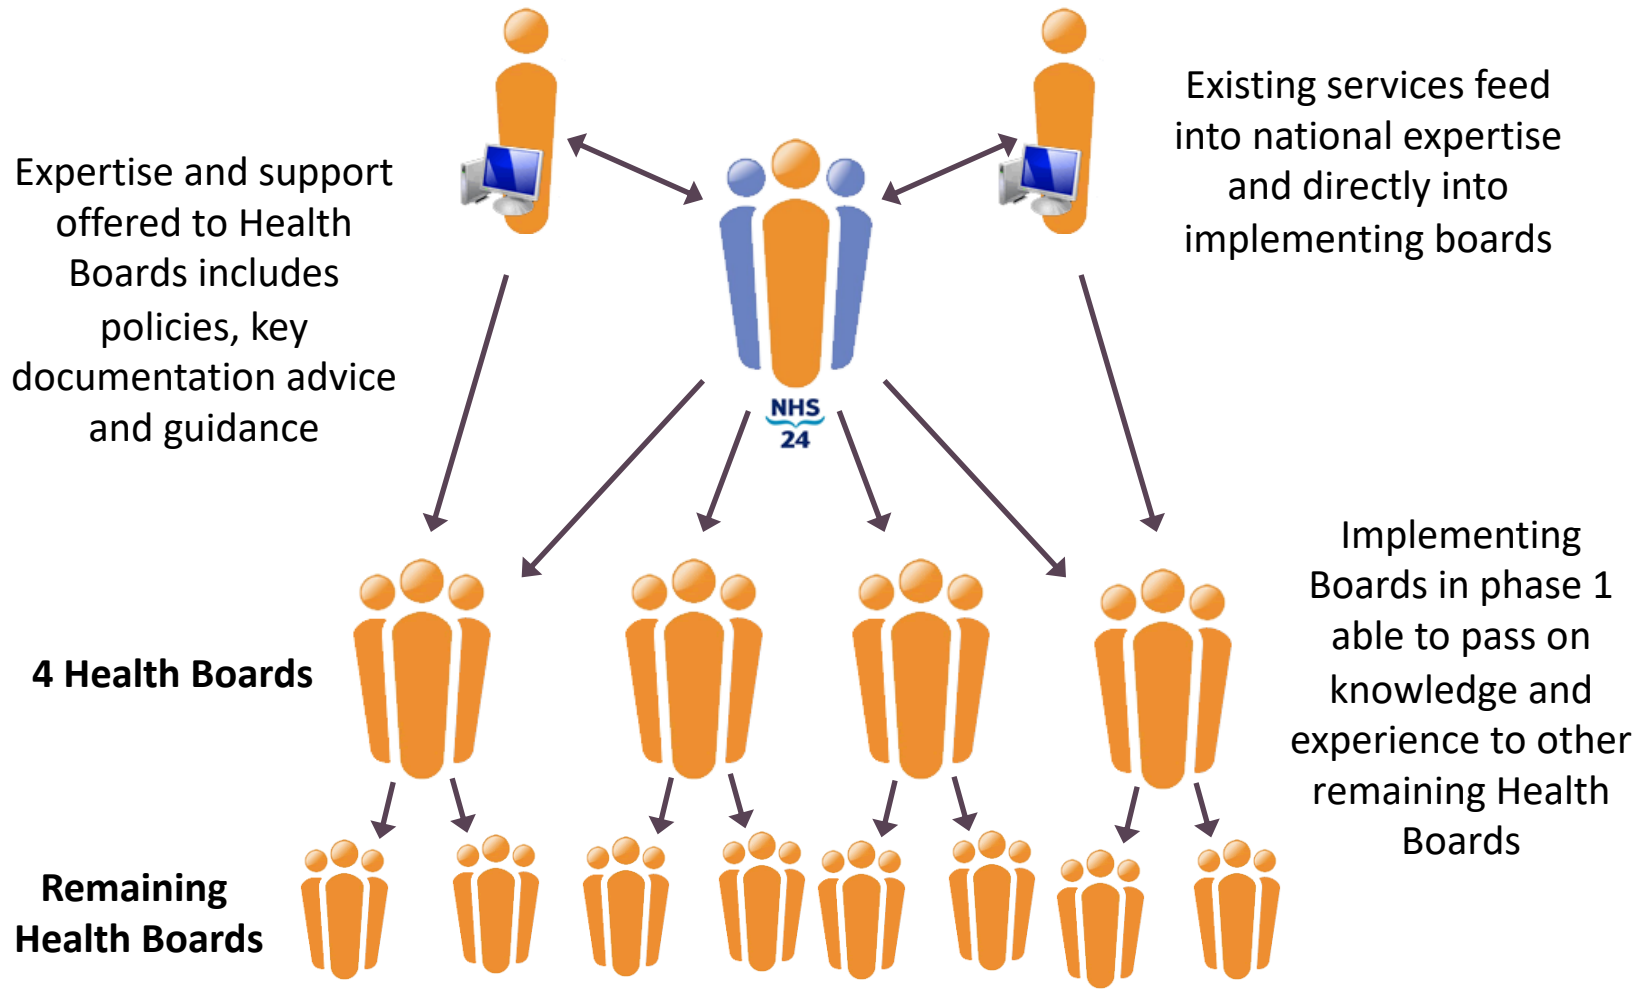 Existing services feed
into national expertise
and directly into
implementing boards
Expertise and support
offered to Health
Boards includes
policies, key
documentation advice
and guidance
NHS
24
Implementing
Boards in phase 1
able to pass on
knowledge and
experience to other
remaining Health
Boards
4 Health Boards
Remaining
Health Boards